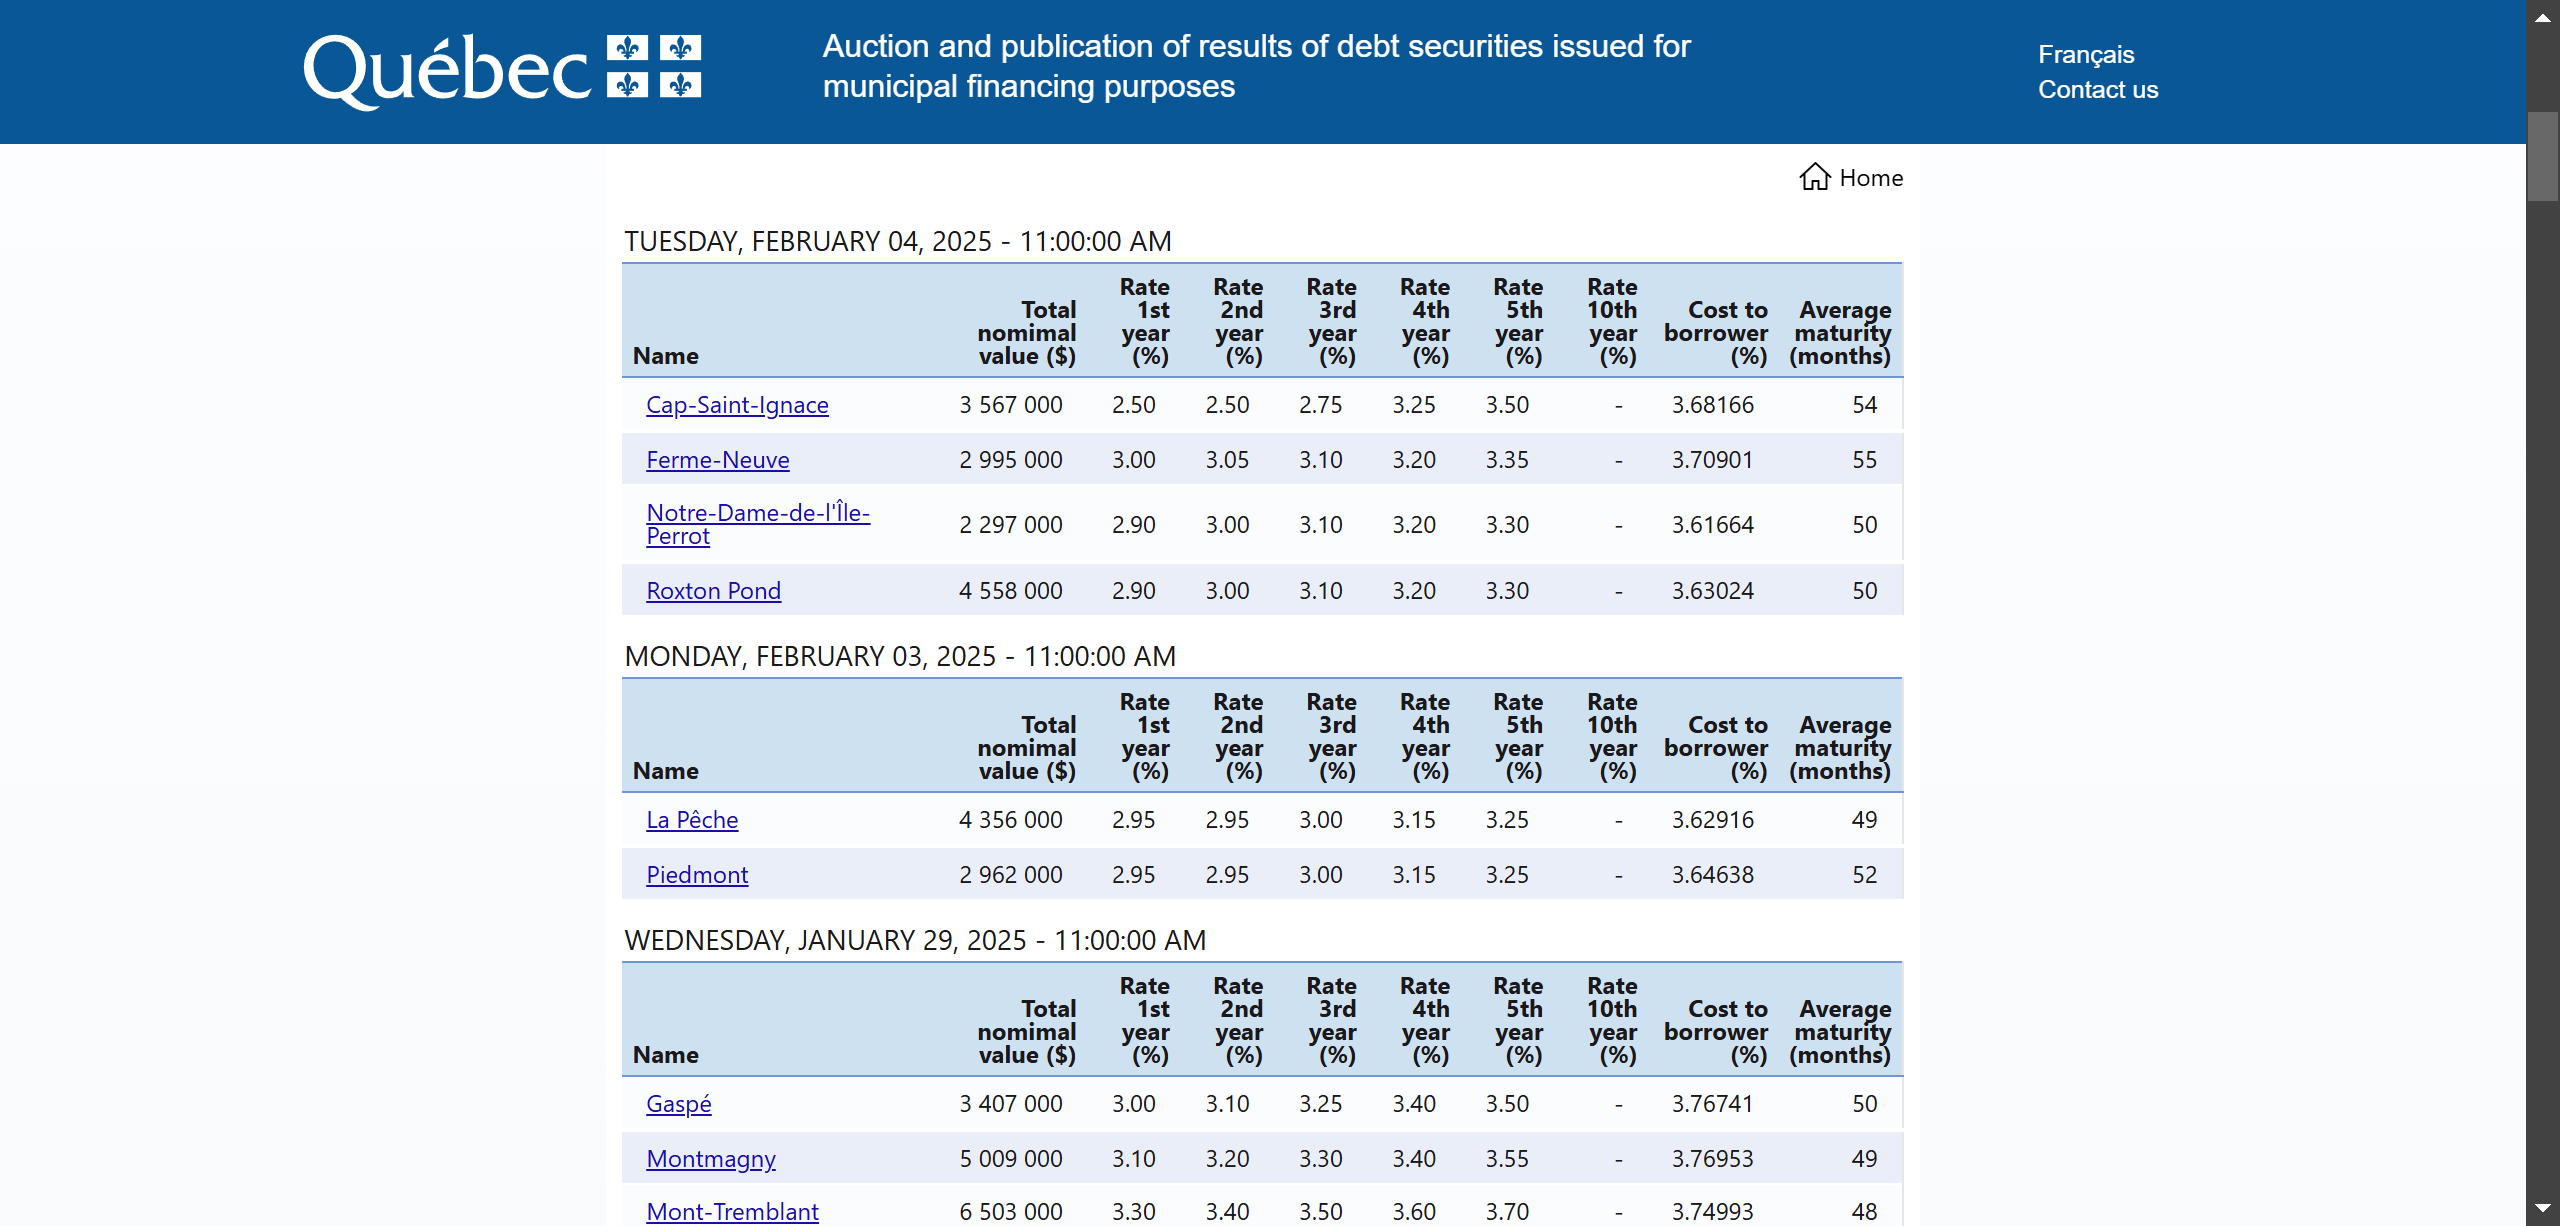 Québec
Auction and publication of results of debt securities issued for
municipal financing purposes
Français
Contact us
Home
TUESDAY, FEBRUARY 04, 2025 - 11:00:00 AM
Name Total nomimal value ($) Rate 1st year (%) Rate 2nd year (%) Rate 3rd year (%) Rate 4th year (%) Rate 5th year (%) Rate 10th year (%) Cost to borrower (%) Average maturity (months)
Cap-Saint-Ignace 3 567 000 2.50 2.50 2.75 3.25 3.50 - 3.68166 54
Ferme-Neuve 2 995 000 3.00 3.05 3.10 3.20 3.35 - 3.70901 55
Notre-Dame-de-l'Île-
Perrot 2 297 000 2.90 3.00 3.10 3.20 3.30 - 3.61664 50
Roxton Pond 4 558 000 2.90 3.00 3.10 3.20 3.30 - 3.63024 50
MONDAY, FEBRUARY 03, 2025 - 11:00:00 AM
Name Total nomimal value ($) Rate 1st year (%) Rate 2nd year (%) Rate 3rd year (%) Rate 4th year (%) Rate 5th year (%) Rate 10th year (%) Cost to borrower (%) Average maturity (months)
La Pêche 4 356 000 2.95 2.95 3.00 3.15 3.25 - 3.62916 49
Piedmont 2 962 000 2.95 2.95 3.00 3.15 3.25 - 3.64638 52
WEDNESDAY, JANUARY 29, 2025 - 11:00:00 AM
Name Total nomimal value ($) Rate 1st year (%) Rate 2nd year (%) Rate 3rd year (%) Rate 4th year (%) Rate 5th year (%) Rate 10th year (%) Cost to borrower (%) Average maturity (months)
Gaspé 3 407 000 3.00 3.10 3.25 3.40 3.50 - 3.76741 50
Montmagny 5 009 000 3.10 3.20 3.30 3.40 3.55 - 3.76953 49
Mont-Tremblant 6 503 000 3.30 3.40 3.50 3.60 3.70 - 3.74993 48